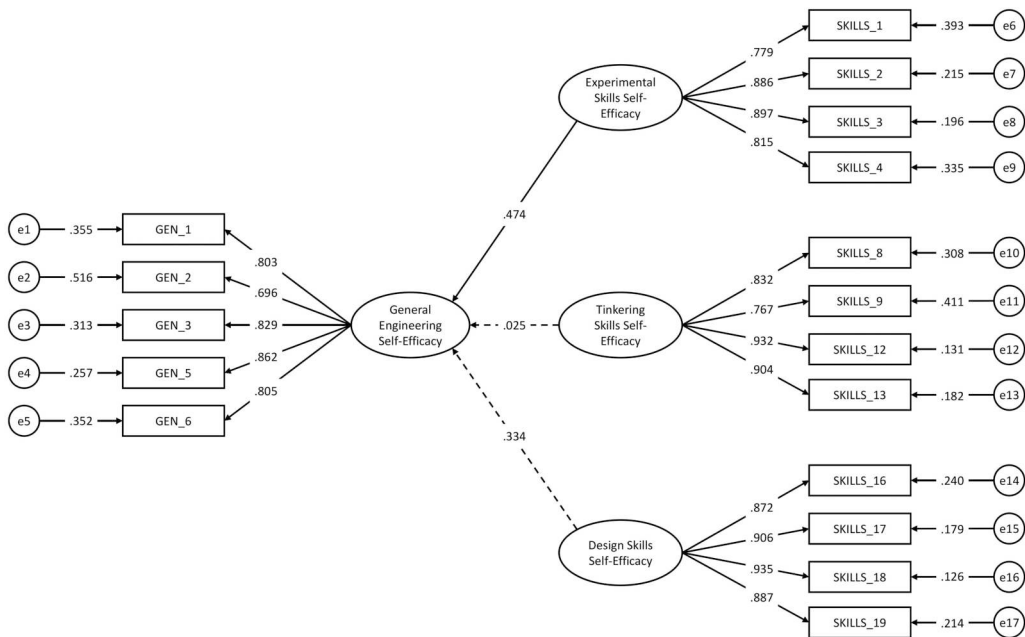 SKILLS_1
.393
e6
.779
SKILLS_2
.215
e7
.886
Experimental
Skills Self-
Efficacy
.897
SKILLS_3
.196
e8
.815
SKILLS_4
.335
e9
.474
e1
.355
GEN_1
.803
e2
.516
GEN_2
.696
e3
.313
GEN_3
.829
e4
.257
GEN_5
.862
e5
.352
GEN_6
.805
General
Engineering
Self-Efficacy
.025
Tinkering
Skills Self-
Efficacy
.832
SKILLS_8
.308
e10
.767
SKILLS_9
.411
e11
.932
SKILLS_12
.131
e12
.904
SKILLS_13
.182
e13
.334
Design Skills
Self-Efficacy
.872
SKILLS_16
.240
e14
.906
SKILLS_17
.179
e15
.935
SKILLS_18
.126
e16
.887
SKILLS_19
.214
e17